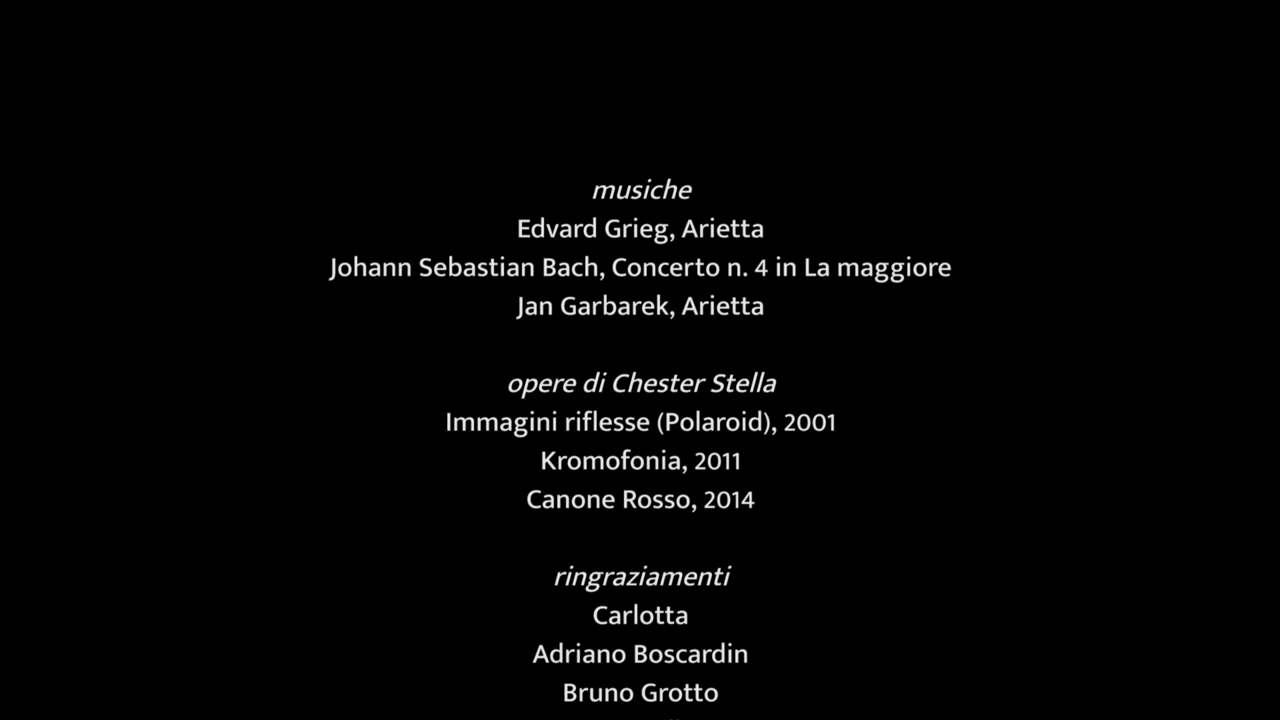 musiche
Edvard Grieg, Arietta
Johann Sebastian Bach, Concerto n. 4 in La maggiore
Jan Garbarek, Arietta
opere di Chester Stella
Immagini riflesse (Polaroid), 2001
Kromofonia, 2011
Canone Rosso, 2014
ringraziamenti
Carlotta
Adriano Boscardin
Bruno Grotto